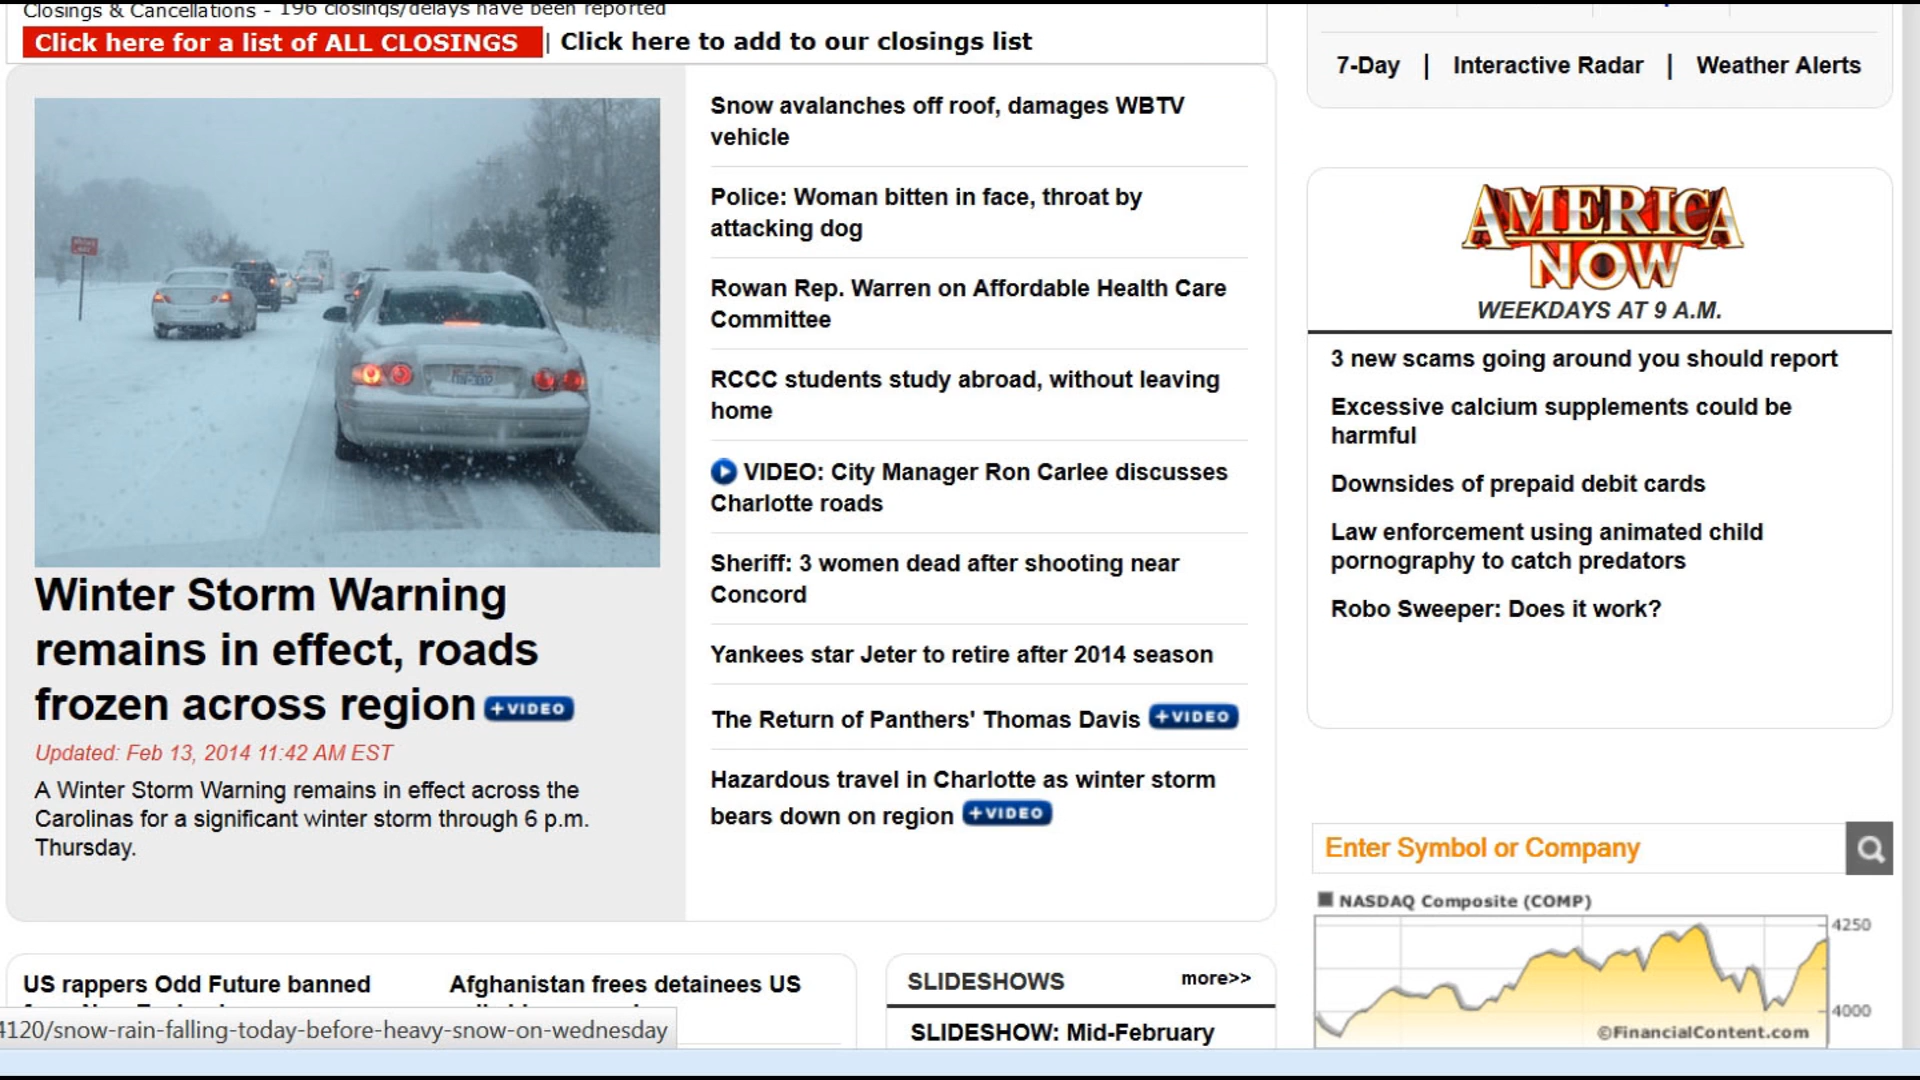 Closings & Cancellations - 196 closings/delays have been reported
Click here for a list of ALL CLOSINGS | Click here to add to our closings list
Winter Storm Warning
remains in effect, roads
frozen across region +VIDEO
Updated: Feb 13, 2014 11:42 AM EST
A Winter Storm Warning remains in effect across the
Carolinas for a significant winter storm through 6 p.m.
Thursday.
Snow avalanches off roof, damages WBTV
vehicle
Police: Woman bitten in face, throat by
attacking dog
Rowan Rep. Warren on Affordable Health Care
Committee
RCCC students study abroad, without leaving
home
VIDEO: City Manager Ron Carlee discusses
Charlotte roads
Sheriff: 3 women dead after shooting near
Concord
Yankees star Jeter to retire after 2014 season
The Return of Panthers' Thomas Davis +VIDEO
Hazardous travel in Charlotte as winter storm
bears down on region +VIDEO
7-Day | Interactive Radar | Weather Alerts
AMERICA
NOW
WEEKDAYS AT 9 A.M.
3 new scams going around you should report
Excessive calcium supplements could be
harmful
Downsides of prepaid debit cards
Law enforcement using animated child
pornography to catch predators
Robo Sweeper: Does it work?
Enter Symbol or Company
NASDAQ Composite (COMP)
4250
4000
©FinancialContent.com
US rappers Odd Future banned
Afghanistan frees detainees US
SLIDESHOWS more>>
SLIDESHOW: Mid-February
4120/snow-rain-falling-today-before-heavy-snow-on-wednesday